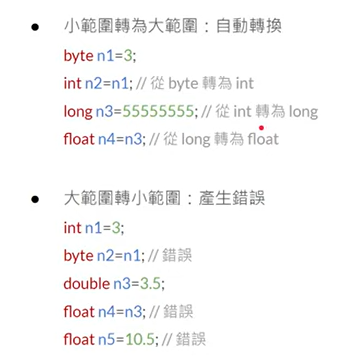 ● 小範圍轉為大範圍：自動轉換
byte n1=3;
int n2=n1; // 從 byte 轉為 int
long n3=55555555; // 從 int 轉為 long
float n4=n3; // 從 long 轉為 float
● 大範圍轉小範圍：產生錯誤
int n1=3;
byte n2=n1; // 錯誤
double n3=3.5;
float n4=n3; // 錯誤
float n5=10.5; // 錯誤